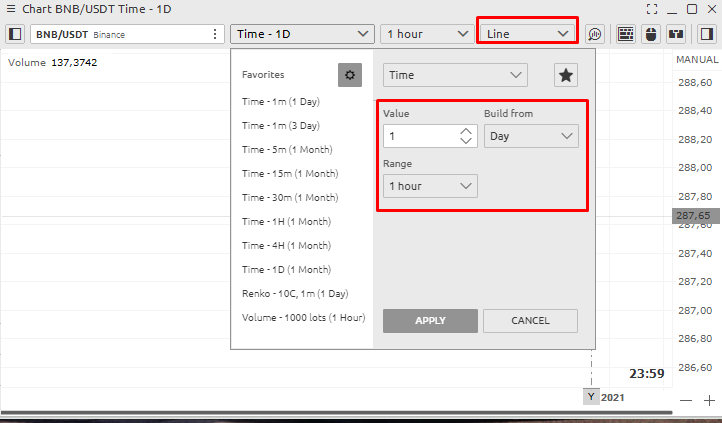 Chart BNB/USDT Time - 1D
BNB/USDT Binance
Time - 1D
1 hour
Line
Volume 137,3742
MANUAL
Favorites
Time
Time - 1m (1 Day)
Time - 1m (3 Day)
Time - 5m (1 Month)
Time - 15m (1 Month)
Time - 30m (1 Month)
Time - 1H (1 Month)
Time - 4H (1 Month)
Time - 1D (1 Month)
Renko - 10C, 1m (1 Day)
Volume - 1000 lots (1 Hour)
Value
Build from
1
Day
Range
1 hour
APPLY
CANCEL
288,60
288,40
288,20
288,00
287,80
287,65
287,60
287,40
287,20
287,00
286,80
286,60
23:59
Y 2021